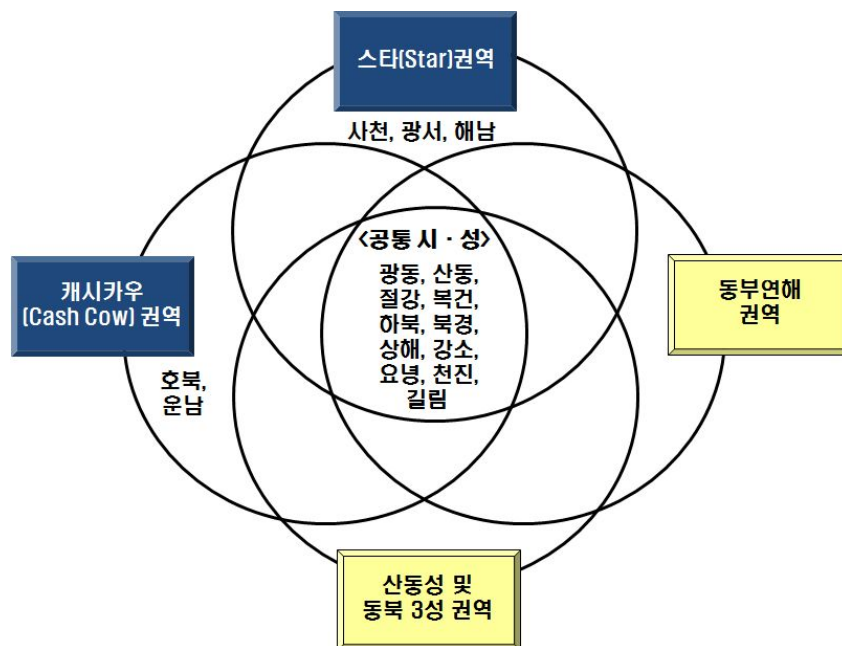 스타(Star)권역
사천, 광서, 해남
<공통 시 · 성>
광동, 산동,
절강, 복건,
하북, 북경,
상해, 강소,
요녕, 천진,
길림
캐시카우
(Cash Cow) 권역
호북,
운남
동부연해
권역
산동성 및
동북 3성 권역